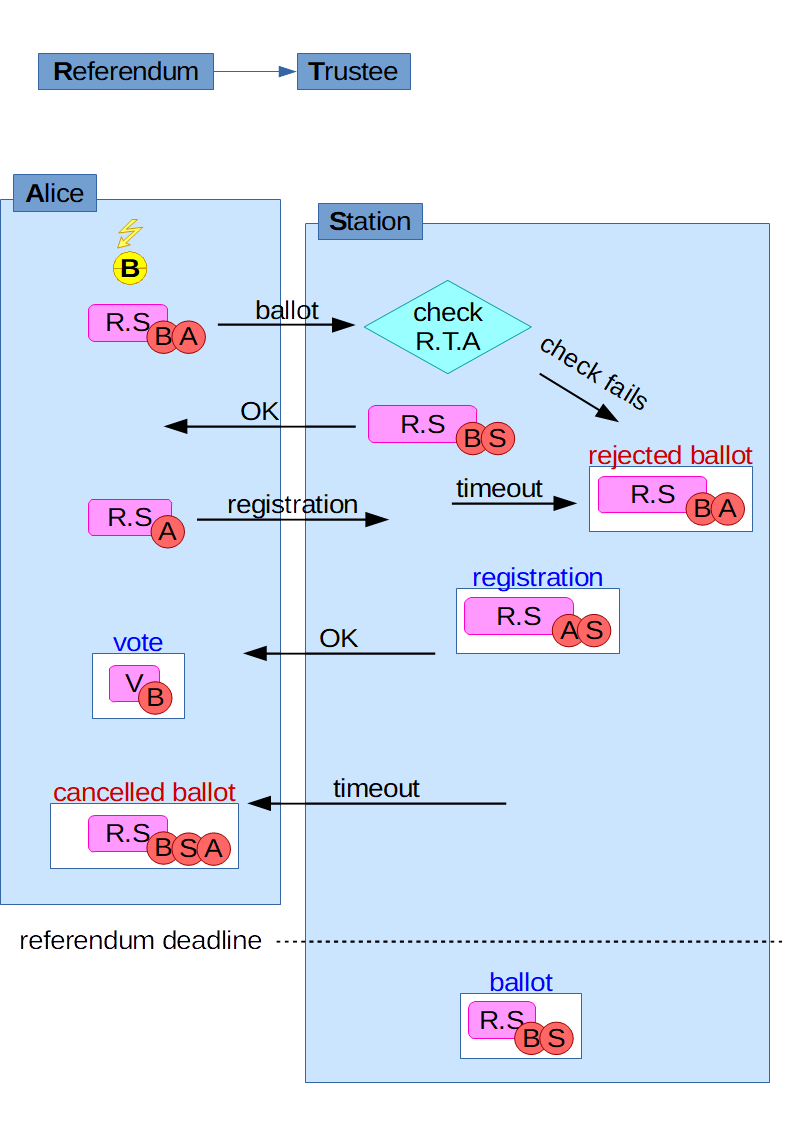 Referendum
Trustee
Alice
Station
B
R.S
B A
ballot
check
R.T.A
check fails
OK
R.S
B S
rejected ballot
R.S
B A
timeout
R.S
A
registration
registration
R.S
A S
OK
vote
V
B
timeout
cancelled ballot
R.S
B S A
referendum deadline
ballot
R.S
B S